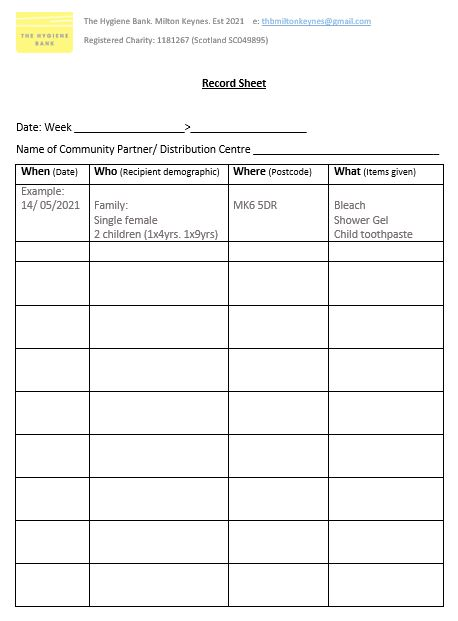 THE HYGIENE
BANK
The Hygiene Bank. Milton Keynes. Est 2021 e: thbmiltonkeynes@gmail.com
Registered Charity: 1181267 (Scotland SC049895)
Record Sheet
Date: Week ____________________>____________________
Name of Community Partner/ Distribution Centre ______________________________
When (Date) Who (Recipient demographic) Where (Postcode) What (Items given)
Example:
14/ 05/2021 Family: MK6 5DR Bleach
Single female Shower Gel
2 children (1x4yrs. 1x9yrs) Child toothpaste